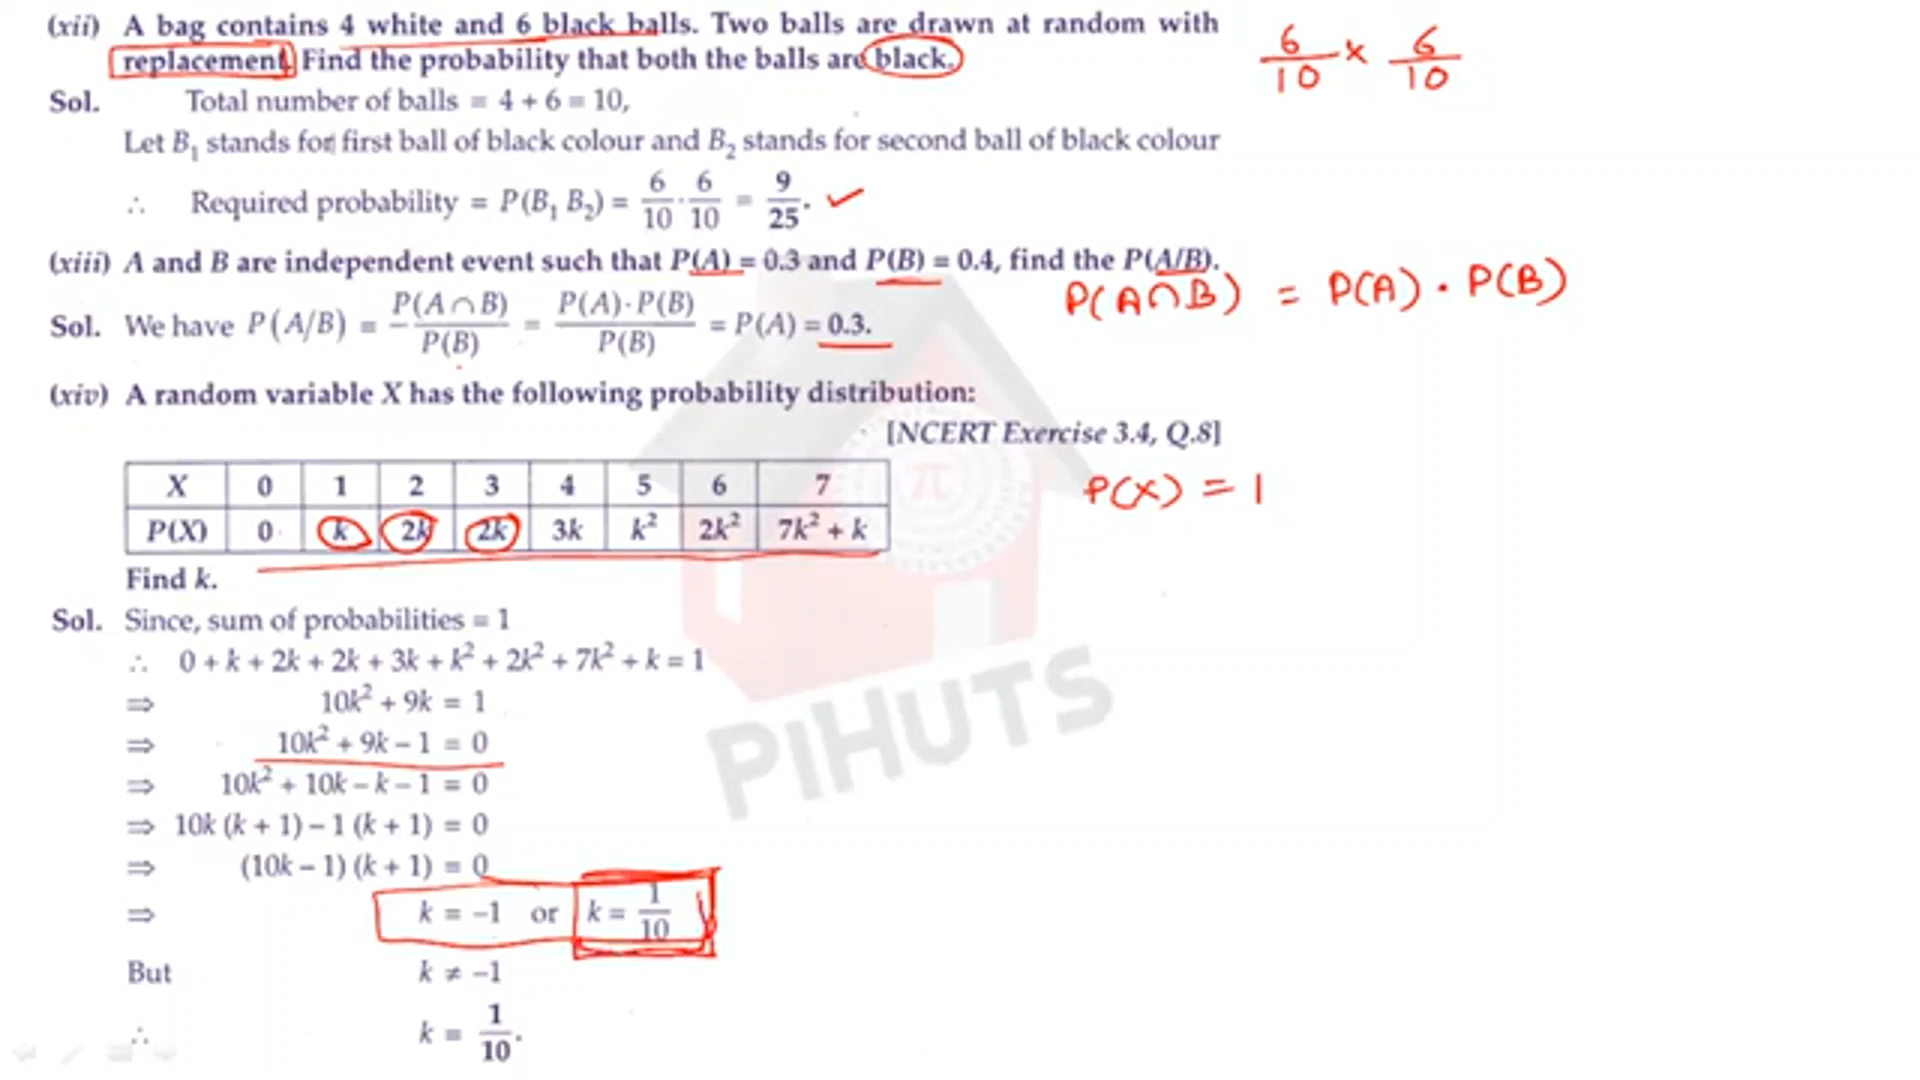 (xii) A bag contains 4 white and 6 black balls. Two balls are drawn at random with
replacement. Find the probability that both the balls are black.
6/10 × 6/10
Sol. Total number of balls = 4 + 6 = 10,
Let B₁ stands for first ball of black colour and B₂ stands for second ball of black colour
∴ Required probability = P(B₁ B₂) = 6/10 · 6/10 = 9/25. ✓
(xiii) A and B are independent event such that P(A) = 0.3 and P(B) = 0.4, find the P(A/B).
P(A∩B) = P(A) · P(B)
Sol. We have P(A/B) = P(A∩B)/P(B) = P(A)·P(B)/P(B) = P(A) = 0.3.
(xiv) A random variable X has the following probability distribution:
[NCERT Exercise 3.4, Q.8]
X 0 1 2 3 4 5 6 7
P(X) 0 k 2k 2k 3k k² 2k² 7k² + k
P(X) = 1
Find k.
Sol. Since, sum of probabilities = 1
∴ 0 + k + 2k + 2k + 3k + k² + 2k² + 7k² + k = 1
⇒ 10k² + 9k = 1
⇒ 10k² + 9k – 1 = 0
⇒ 10k² + 10k – k – 1 = 0
⇒ 10k (k + 1) – 1 (k + 1) = 0
⇒ (10k – 1) (k + 1) = 0
⇒ k = –1 or k = 1/10
But k ≠ –1
∴ k = 1/10.
π
PIHUTS